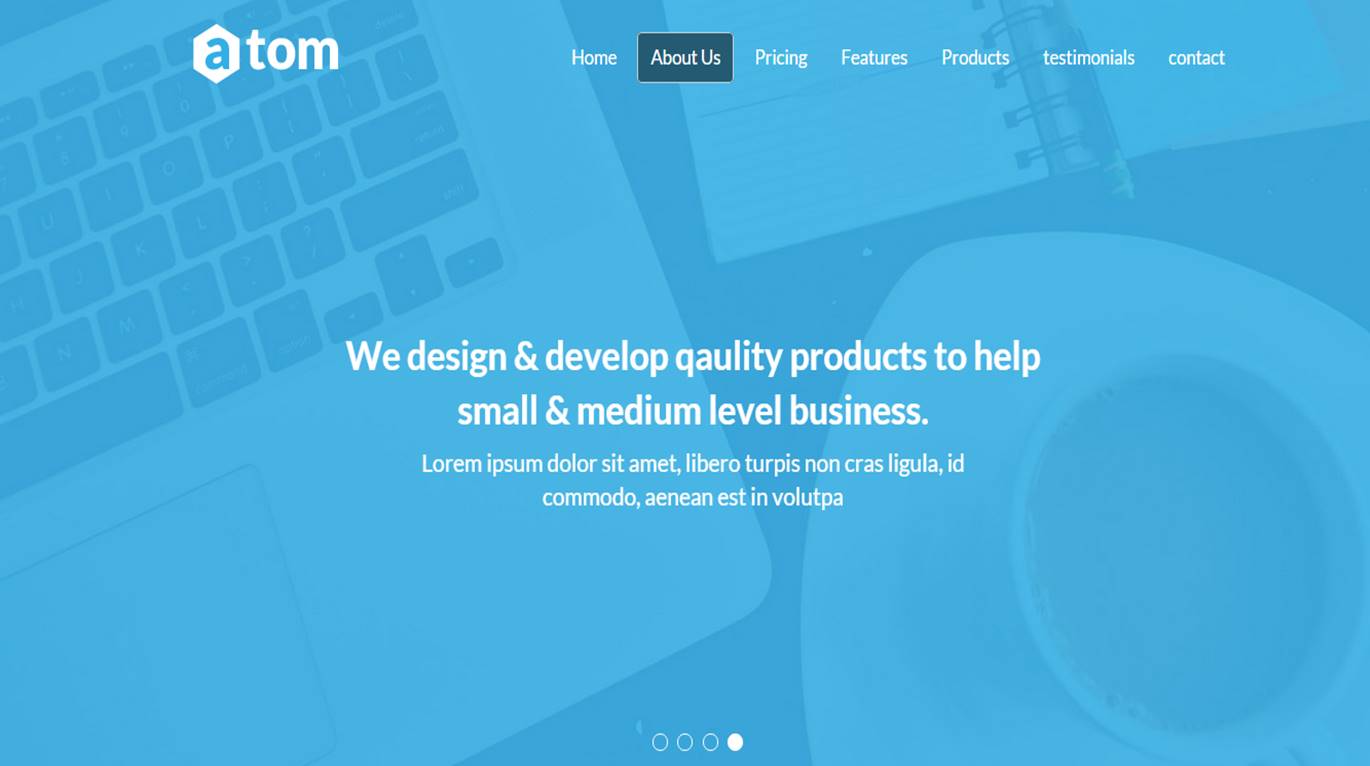 atom
Home About Us Pricing Features Products testimonials contact
We design & develop qaulity products to help
small & medium level business.
Lorem ipsum dolor sit amet, libero turpis non cras ligula, id
commodo, aenean est in volutpa